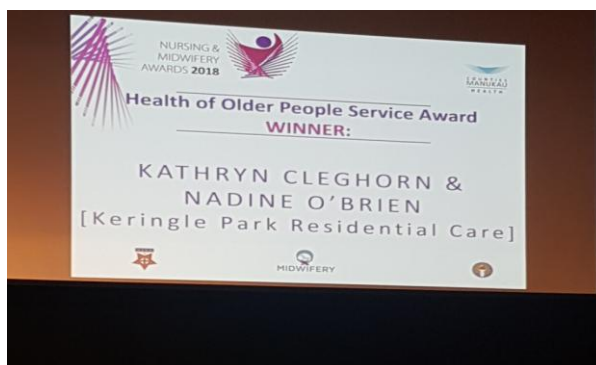 NURSING &
MIDWIFERY
AWARDS 2018
COUNTIES
MANUKAU
HEALTH
Health of Older People Service Award
WINNER:
KATHRYN CLEGHORN &
NADINE O'BRIEN
[Keringle Park Residential Care]
MIDWIFERY